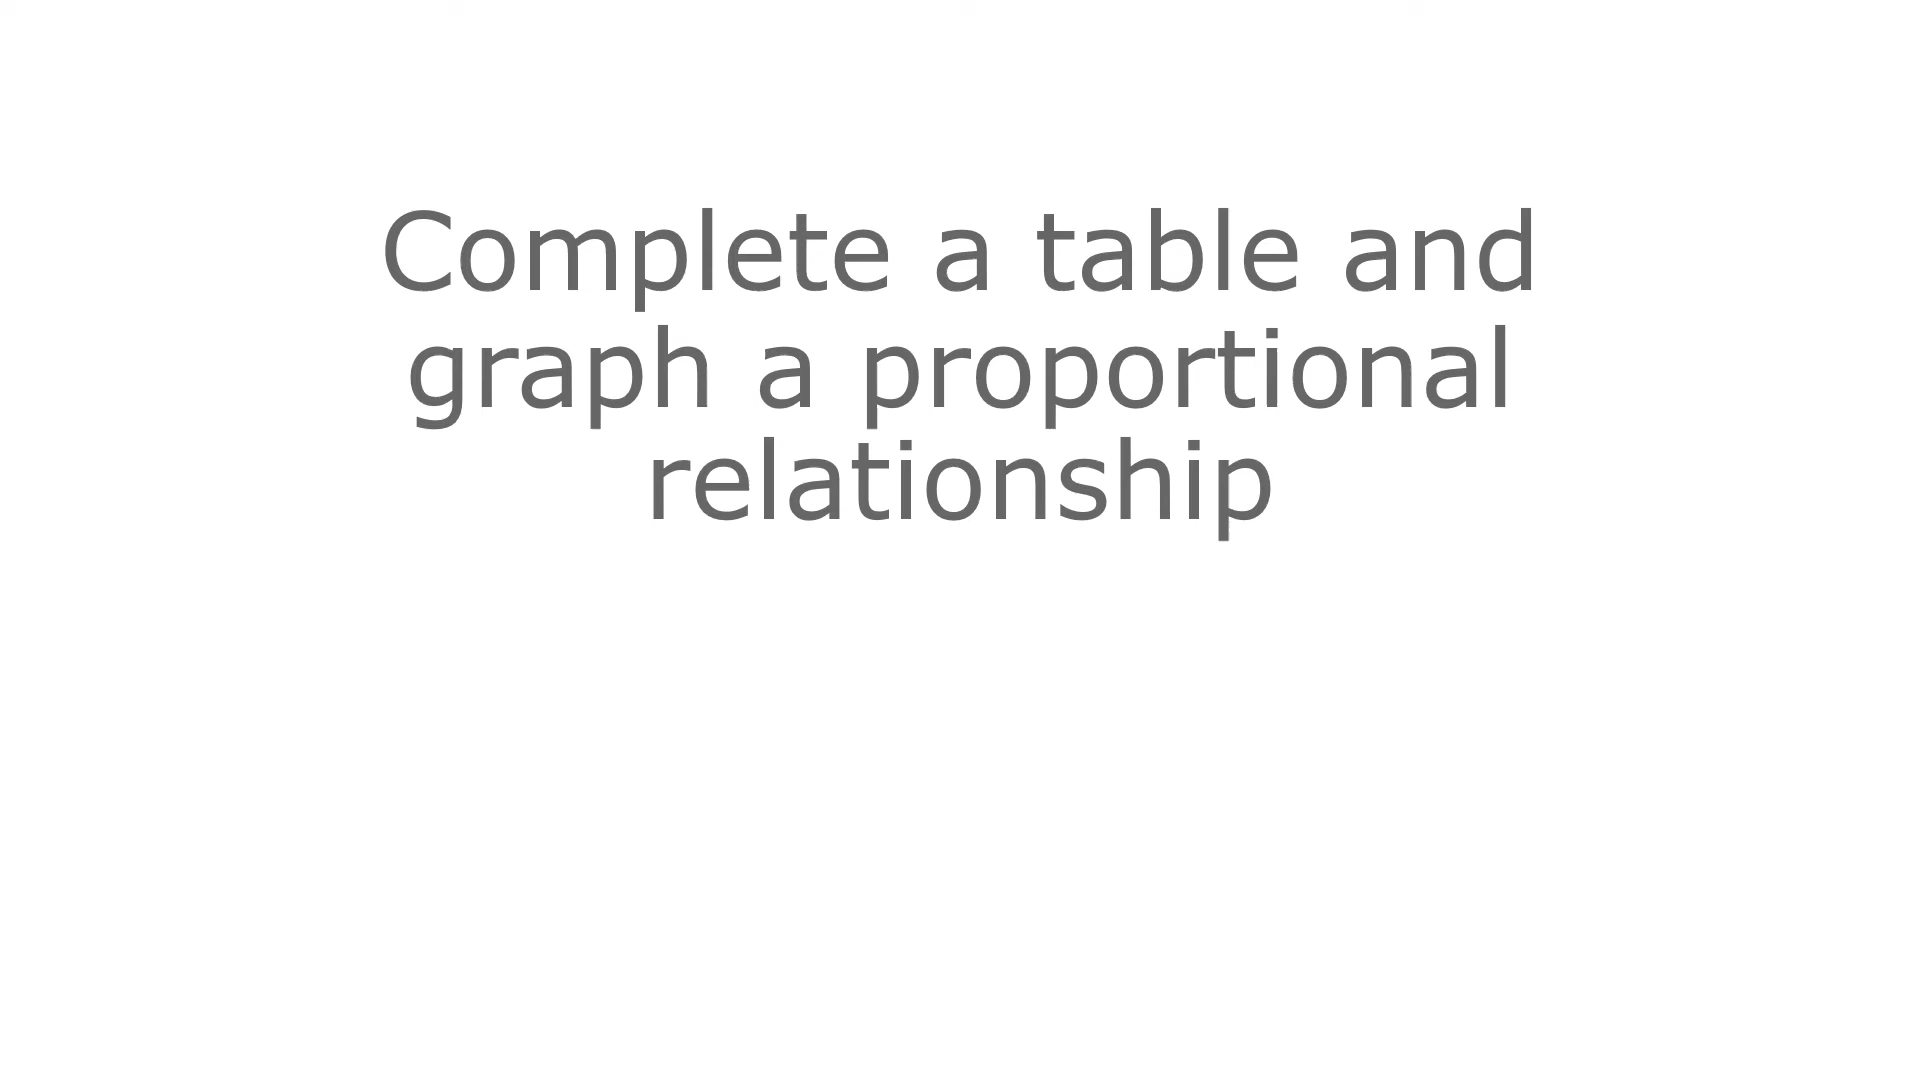 Complete a table and
graph a proportional
relationship